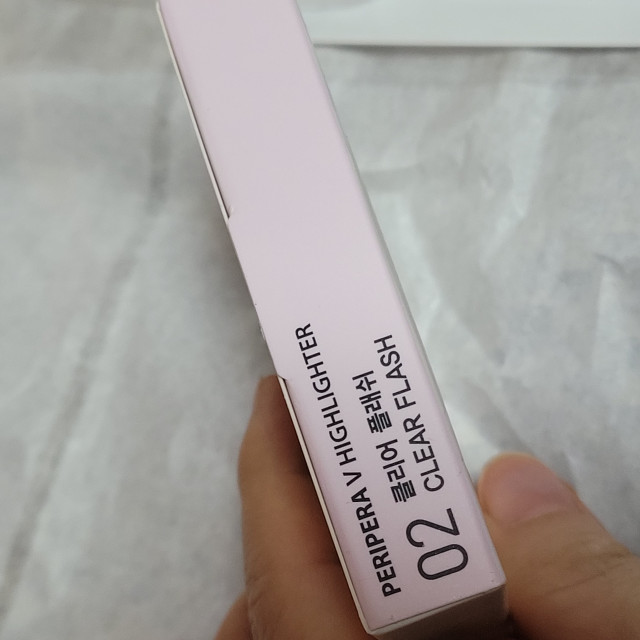 PERIPERA V HIGHLIGHTER
02 클리어 플래쉬
CLEAR FLASH